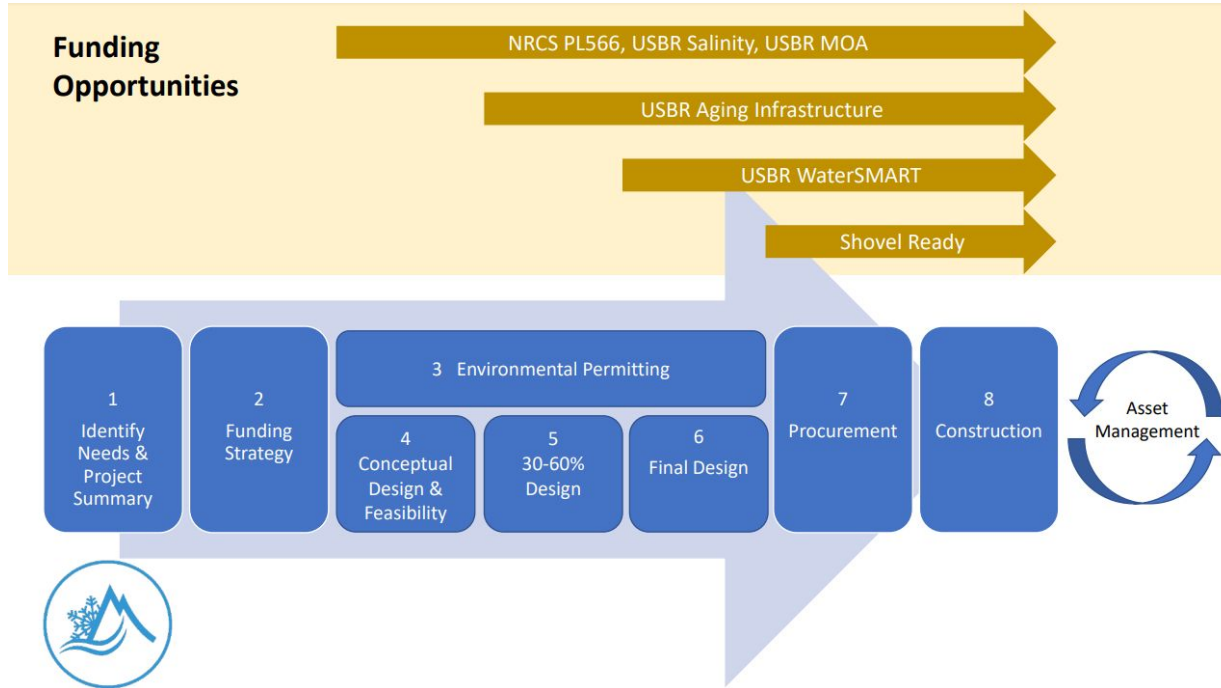 Funding
Opportunities
NRCS PL566, USBR Salinity, USBR MOA
USBR Aging Infrastructure
USBR WaterSMART
Shovel Ready
1
Identify
Needs &
Project
Summary
2
Funding
Strategy
3 Environmental Permitting
4
Conceptual
Design &
Feasibility
5
30-60%
Design
6
Final Design
7
Procurement
8
Construction
Asset
Management